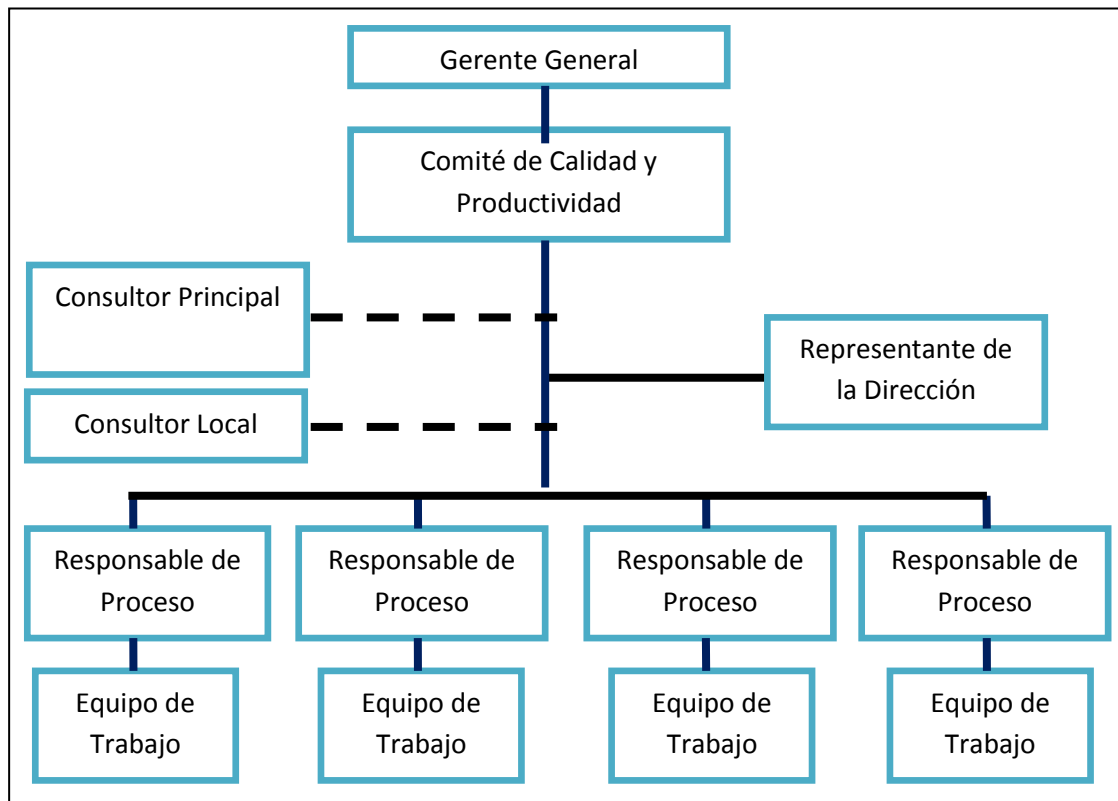 Gerente General
Comité de Calidad y
Productividad
Consultor Principal
Representante de
la Dirección
Consultor Local
Responsable de
Proceso
Responsable de
Proceso
Responsable de
Proceso
Responsable de
Proceso
Equipo de
Trabajo
Equipo de
Trabajo
Equipo de
Trabajo
Equipo de
Trabajo